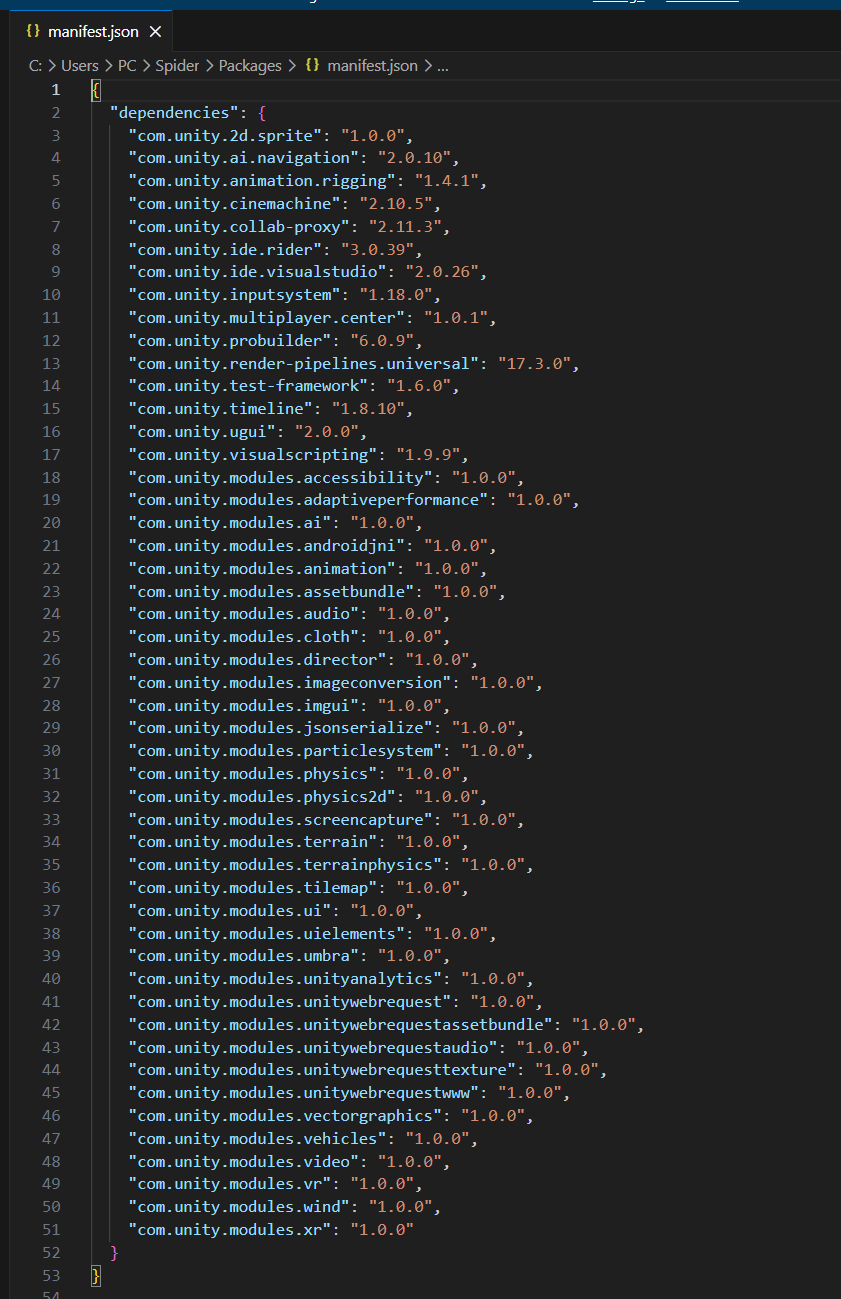 manifest.json
C: > Users > PC > Spider > Packages > {} manifest.json > ...
1 {
2 "dependencies": {
3 "com.unity.2d.sprite": "1.0.0",
4 "com.unity.ai.navigation": "2.0.10",
5 "com.unity.animation.rigging": "1.4.1",
6 "com.unity.cinemachine": "2.10.5",
7 "com.unity.collab-proxy": "2.11.3",
8 "com.unity.ide.rider": "3.0.39",
9 "com.unity.ide.visualstudio": "2.0.26",
10 "com.unity.inputsystem": "1.18.0",
11 "com.unity.multiplayer.center": "1.0.1",
12 "com.unity.probuilder": "6.0.9",
13 "com.unity.render-pipelines.universal": "17.3.0",
14 "com.unity.test-framework": "1.6.0",
15 "com.unity.timeline": "1.8.10",
16 "com.unity.ugui": "2.0.0",
17 "com.unity.visualscripting": "1.9.9",
18 "com.unity.modules.accessibility": "1.0.0",
19 "com.unity.modules.adaptiveperformance": "1.0.0",
20 "com.unity.modules.ai": "1.0.0",
21 "com.unity.modules.androidjni": "1.0.0",
22 "com.unity.modules.animation": "1.0.0",
23 "com.unity.modules.assetbundle": "1.0.0",
24 "com.unity.modules.audio": "1.0.0",
25 "com.unity.modules.cloth": "1.0.0",
26 "com.unity.modules.director": "1.0.0",
27 "com.unity.modules.imageconversion": "1.0.0",
28 "com.unity.modules.imgui": "1.0.0",
29 "com.unity.modules.jsonserialize": "1.0.0",
30 "com.unity.modules.particlesystem": "1.0.0",
31 "com.unity.modules.physics": "1.0.0",
32 "com.unity.modules.physics2d": "1.0.0",
33 "com.unity.modules.screencapture": "1.0.0",
34 "com.unity.modules.terrain": "1.0.0",
35 "com.unity.modules.terrainphysics": "1.0.0",
36 "com.unity.modules.tilemap": "1.0.0",
37 "com.unity.modules.ui": "1.0.0",
38 "com.unity.modules.uielements": "1.0.0",
39 "com.unity.modules.umbra": "1.0.0",
40 "com.unity.modules.unityanalytics": "1.0.0",
41 "com.unity.modules.unitywebrequest": "1.0.0",
42 "com.unity.modules.unitywebrequestassetbundle": "1.0.0",
43 "com.unity.modules.unitywebrequestaudio": "1.0.0",
44 "com.unity.modules.unitywebrequesttexture": "1.0.0",
45 "com.unity.modules.unitywebrequestwww": "1.0.0",
46 "com.unity.modules.vectorgraphics": "1.0.0",
47 "com.unity.modules.vehicles": "1.0.0",
48 "com.unity.modules.video": "1.0.0",
49 "com.unity.modules.vr": "1.0.0",
50 "com.unity.modules.wind": "1.0.0",
51 "com.unity.modules.xr": "1.0.0"
52 }
53 }
54